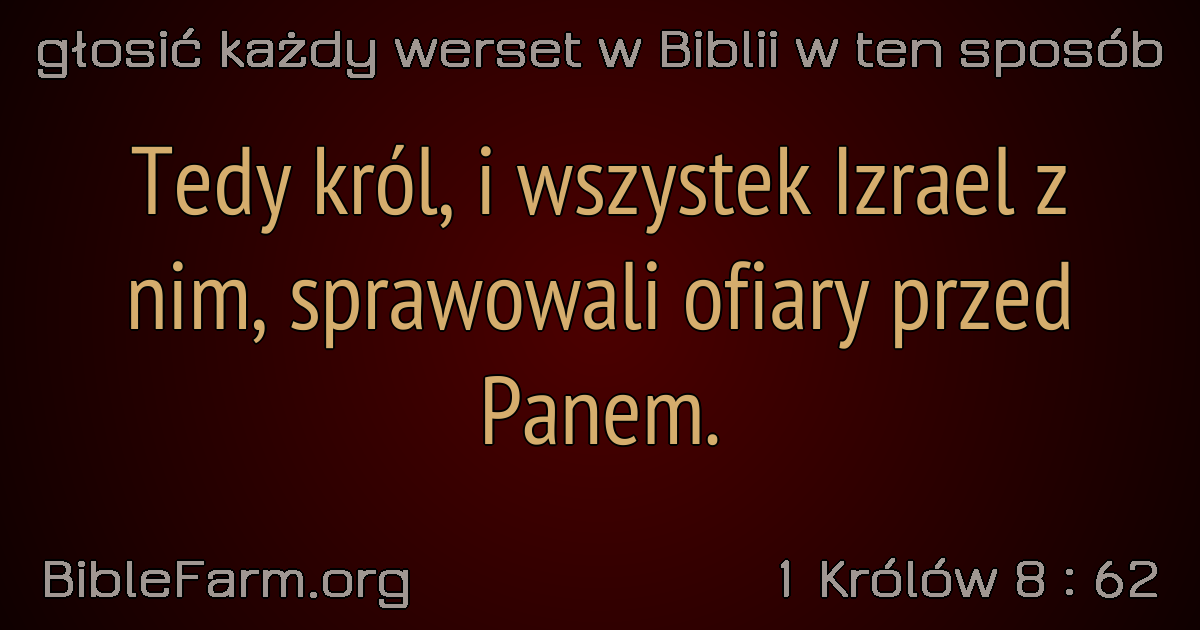 głosić każdy werset w Biblii w ten sposób
Tedy król, i wszystek Izrael z
nim, sprawowali ofiary przed
Panem.
BibleFarm.org
1 Królów 8 : 62